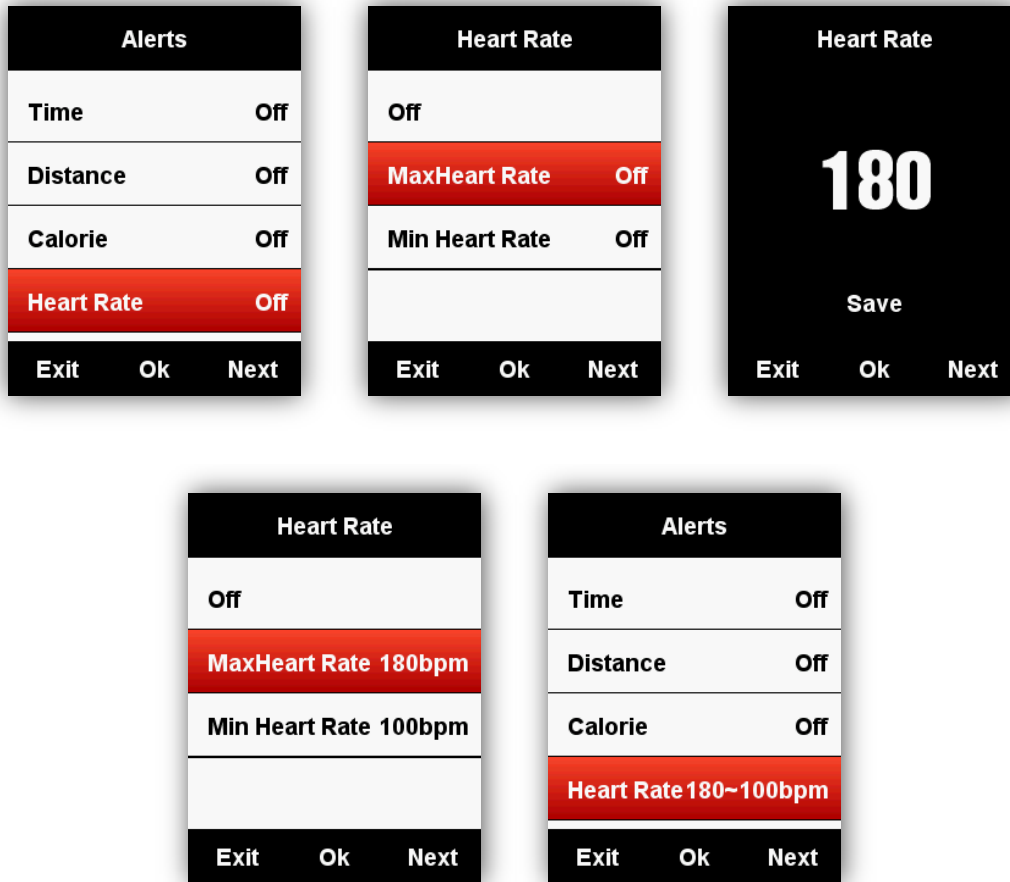 Alerts
Time Off
Distance Off
Calorie Off
Heart Rate Off
Exit Ok Next
Heart Rate
Off
MaxHeart Rate Off
Min Heart Rate Off
Exit Ok Next
Heart Rate
180
Save
Exit Ok Next
Heart Rate
Off
MaxHeart Rate 180bpm
Min Heart Rate 100bpm
Exit Ok Next
Alerts
Time Off
Distance Off
Calorie Off
Heart Rate 180~100bpm
Exit Ok Next